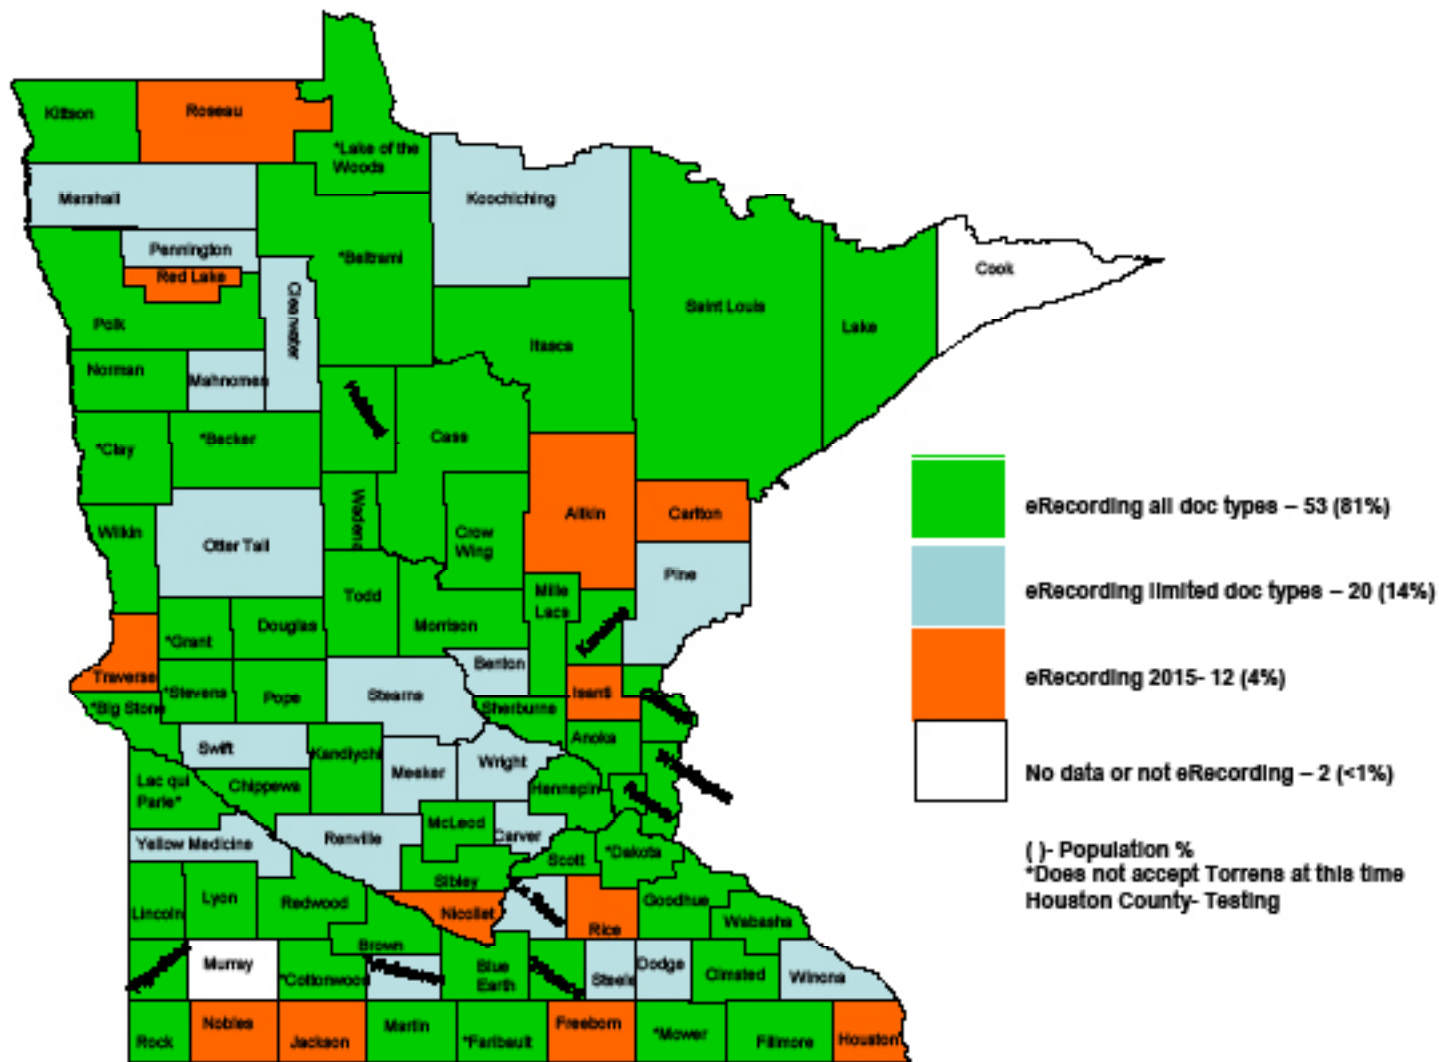 Kittson
Roseau
*Lake of the
Woods
Marshall
Koochiching
Pennington
*Beltrami
Red Lake
Cook
Clearwater
Saint Louis
Polk
Lake
Itasca
Norman
Mahnomen
*Clay
*Becker
Cass
Wadena
Aitkin
Carlton
Wilkin
Otter Tail
Crow
Wing
Pine
Todd
Mille
Lacs
*Grant
Douglas
Morrison
Benton
Traverse
*Stevens
Pope
Stearns
Isanti
*Big Stone
Sherburne
Anoka
Swift
Kandiyohi
Wright
Meeker
Lac qui
Parle*
Chippewa
Hennepin
McLeod
Carver
Yellow Medicine
Renville
Scott
*Dakota
Sibley
Lincoln
Lyon
Redwood
Nicollet
Rice
Goodhue
Wabasha
Brown
Murray
*Cottonwood
Blue
Earth
Steele
Dodge
Olmsted
Winona
Rock
Nobles
Jackson
Martin
*Faribault
Freeborn
*Mower
Fillmore
Houston
eRecording all doc types – 53 (81%)
eRecording limited doc types – 20 (14%)
eRecording 2015- 12 (4%)
No data or not eRecording – 2 (<1%)
( )- Population %
*Does not accept Torrens at this time
Houston County- Testing